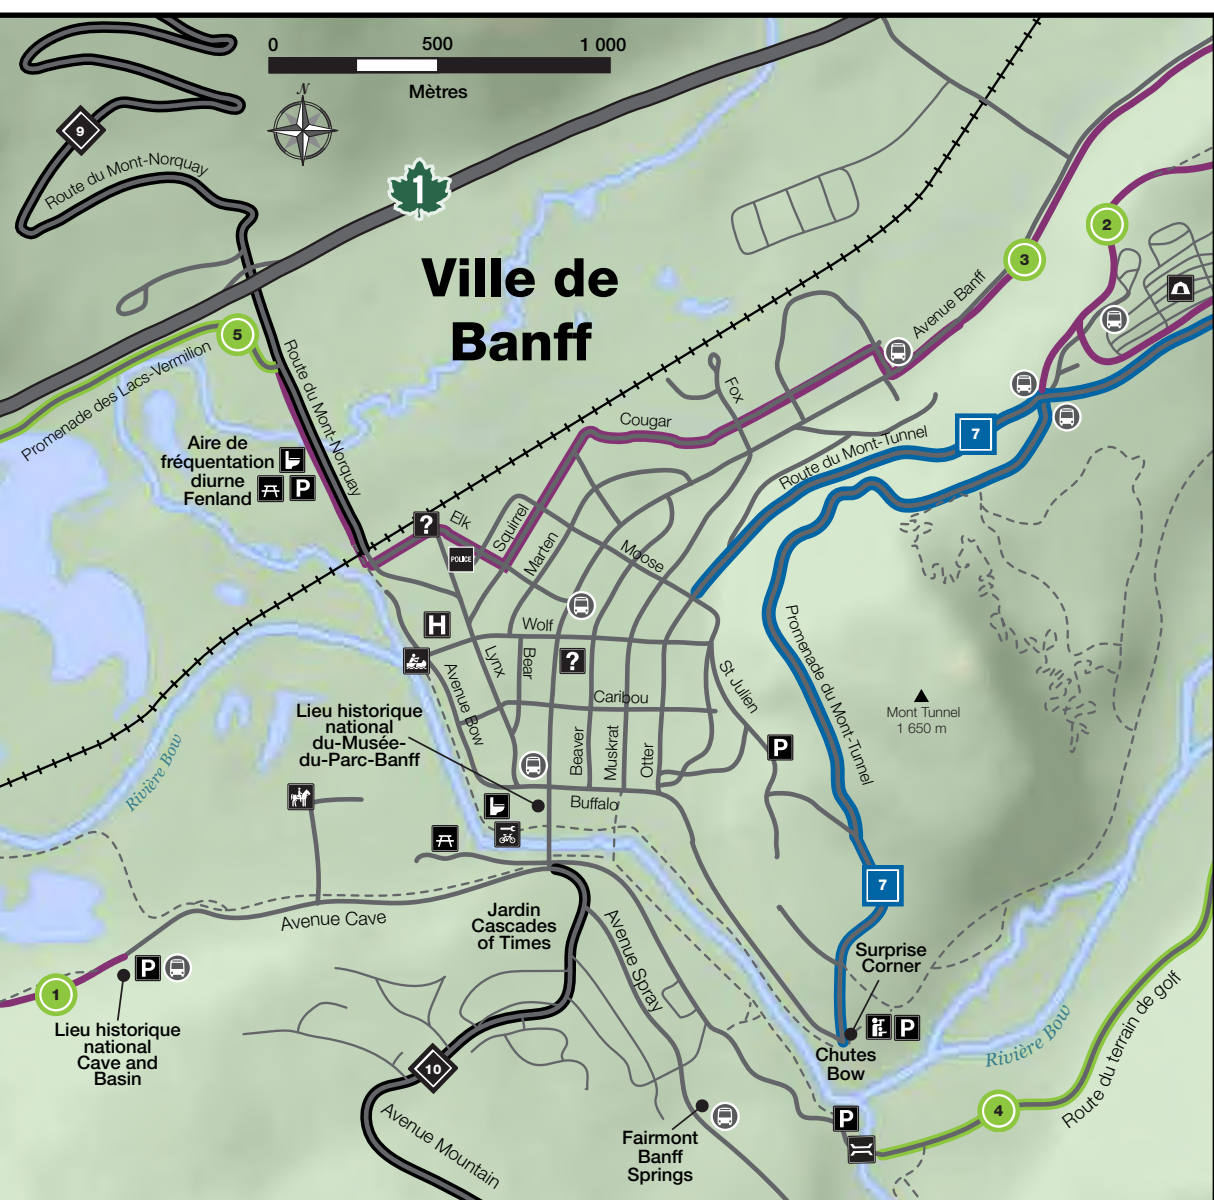 0 500 1 000
Mètres
N
9
Route du Mont-Norquay
1
Ville de
Banff
2
3
Avenue Banff
5
Promenade des Lacs-Vermilion
Route du Mont-Norquay
Fox
Cougar
7
Route du Mont-Tunnel
Aire de
fréquentation
diurne
Fenland
P
?
Elk
Squirrel
POLICE
Marten
Moose
H
Wolf
Lynx
Bear
?
St Julien
Promenade du Mont-Tunnel
Mont Tunnel
1 650 m
Avenue Bow
Caribou
Lieu historique
national
du-Musée-
du-Parc-Banff
Beaver
Muskrat
Otter
P
Rivière Bow
Buffalo
7
Avenue Cave
Jardin
Cascades
of Times
Avenue Spray
Surprise
Corner
P
P
1
Lieu historique
national
Cave and
Basin
Chutes
Bow
Rivière Bow
Route du terrain de golf
10
Avenue Mountain
4
P
Fairmont
Banff
Springs